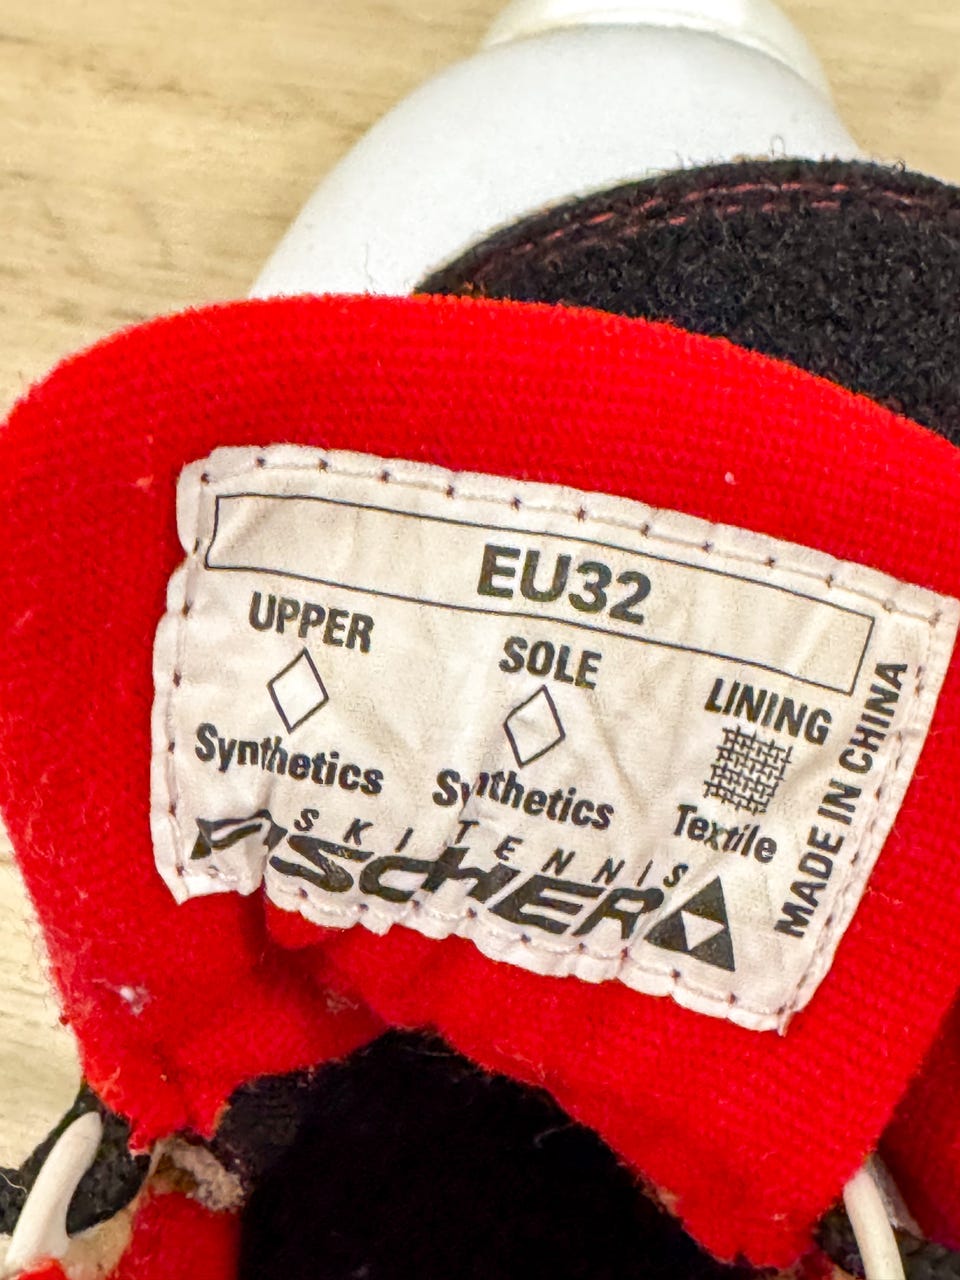 EU32
UPPER
SOLE
LINING
Synthetics
Synthetics
Textile
MADE IN CHINA
SKI TENNIS
FISCHER